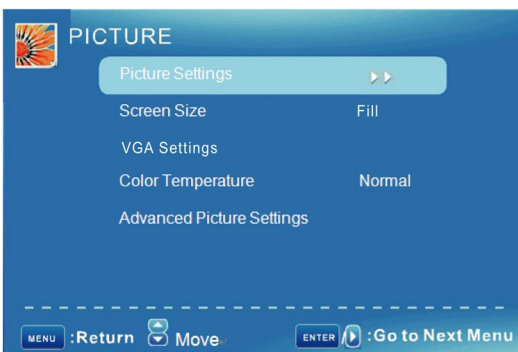 PICTURE
Picture Settings
Screen Size Fill
VGA Settings
Color Temperature Normal
Advanced Picture Settings
MENU :Return Move ENTER / :Go to Next Menu